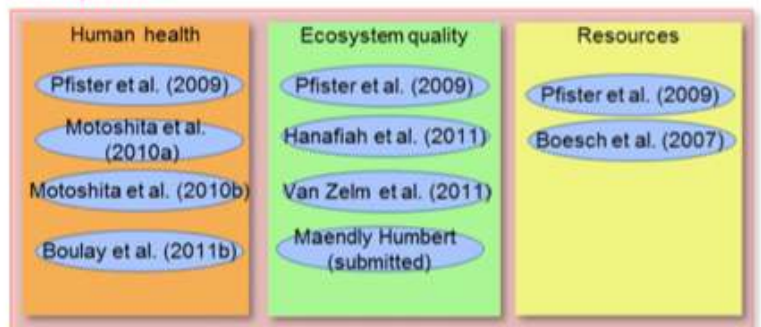 Human health
Pfister et al. (2009)
Motoshita et al.
(2010a)
Motoshita et al. (2010b)
Boulay et al. (2011b)
Ecosystem quality
Pfister et al. (2009)
Hanafiah et al. (2011)
Van Zelm et al. (2011)
Maendly Humbert
(submitted)
Resources
Pfister et al. (2009)
Boesch et al. (2007)